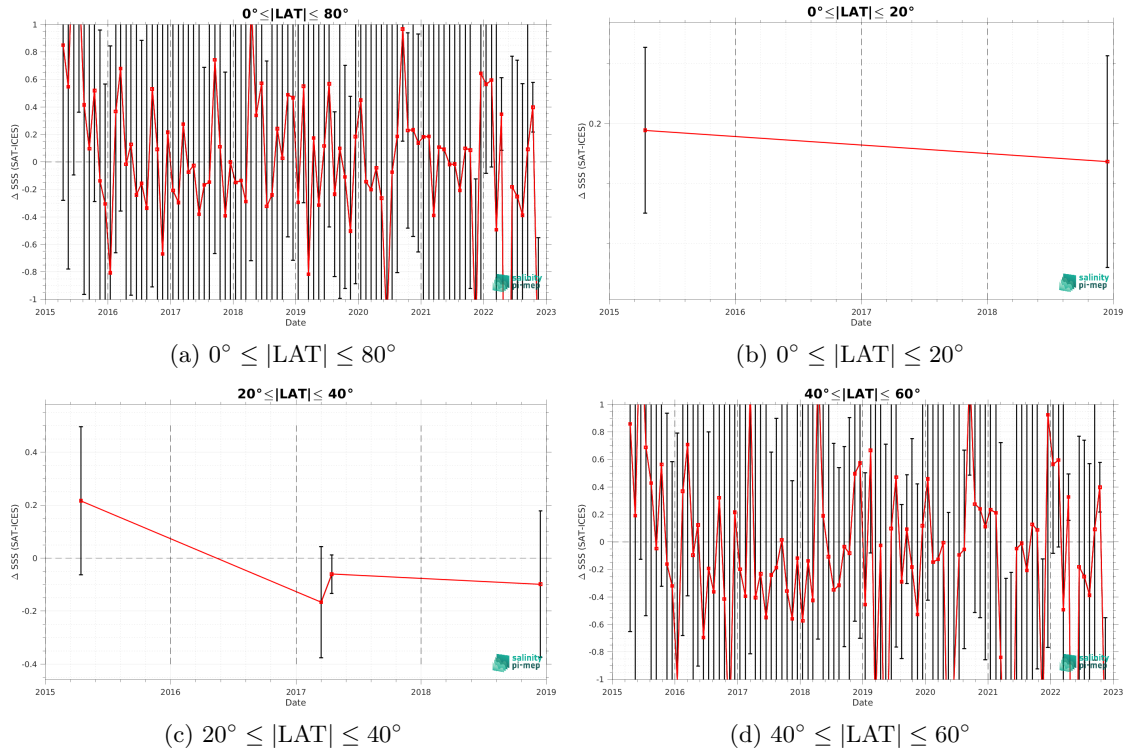 0°≤|LAT|≤ 80°
1
0.8
0.6
0.4
0.2
0
-0.2
-0.4
-0.6
-0.8
-1
Δ SSS (SAT-ICES)
2015 2016 2017 2018 2019 2020 2021 2022 2023
Date
salinity
pi-mep
(a) 0° ≤ |LAT| ≤ 80°
0°≤|LAT|≤ 20°
0.2
Δ SSS (SAT-ICES)
2015 2016 2017 2018 2019
Date
salinity
pi-mep
(b) 0° ≤ |LAT| ≤ 20°
20°≤|LAT|≤ 40°
0.4
0.2
0
-0.2
-0.4
Δ SSS (SAT-ICES)
2015 2016 2017 2018 2019
Date
salinity
pi-mep
(c) 20° ≤ |LAT| ≤ 40°
40°≤|LAT|≤ 60°
1
0.8
0.6
0.4
0.2
0
-0.2
-0.4
-0.6
-0.8
-1
Δ SSS (SAT-ICES)
2015 2016 2017 2018 2019 2020 2021 2022 2023
Date
salinity
pi-mep
(d) 40° ≤ |LAT| ≤ 60°